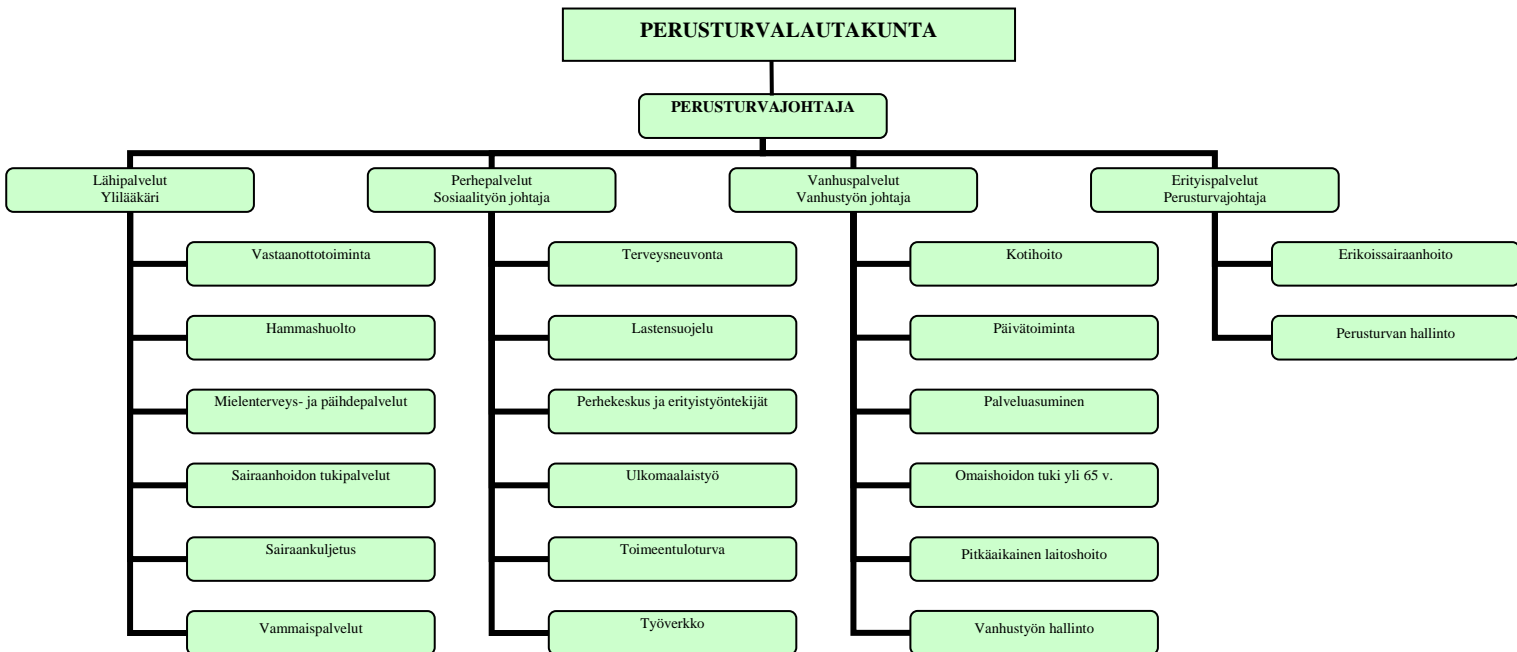 PERUSTURVALAUTAKUNTA
PERUSTURVAJOHTAJA
Lähipalvelut
Ylilääkäri
Vastaanottotoiminta
Hammashuolto
Mielenterveys- ja päihdepalvelut
Sairaanhoidon tukipalvelut
Sairaankuljetus
Vammaispalvelut
Perhepalvelut
Sosiaalityön johtaja
Terveysneuvonta
Lastensuojelu
Perhekeskus ja erityistyöntekijät
Ulkomaalaistyö
Toimeentuloturva
Työverkko
Vanhuspalvelut
Vanhustyön johtaja
Kotihoito
Päivätoiminta
Palveluasuminen
Omaishoidon tuki yli 65 v.
Pitkäaikainen laitoshoito
Vanhustyön hallinto
Erityispalvelut
Perusturvajohtaja
Erikoissairaanhoito
Perusturvan hallinto